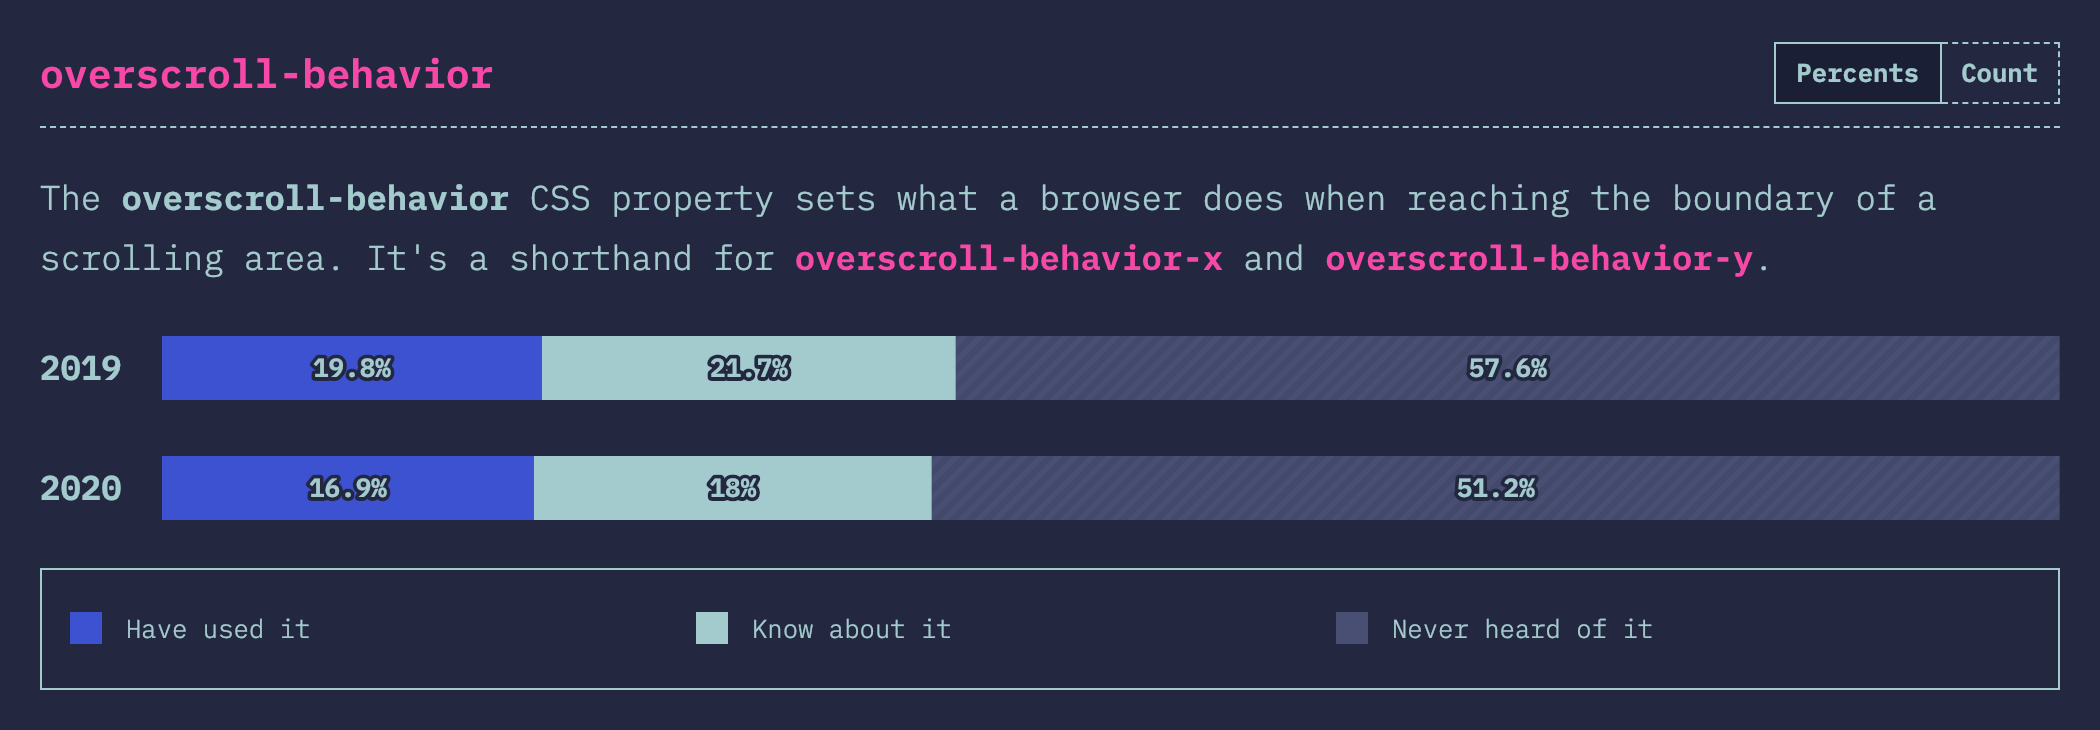 overscroll-behavior
Percents Count
The overscroll-behavior CSS property sets what a browser does when reaching the boundary of a
scrolling area. It's a shorthand for overscroll-behavior-x and overscroll-behavior-y.
2019 19.8% 21.7% 57.6%
2020 16.9% 18% 51.2%
Have used it Know about it Never heard of it